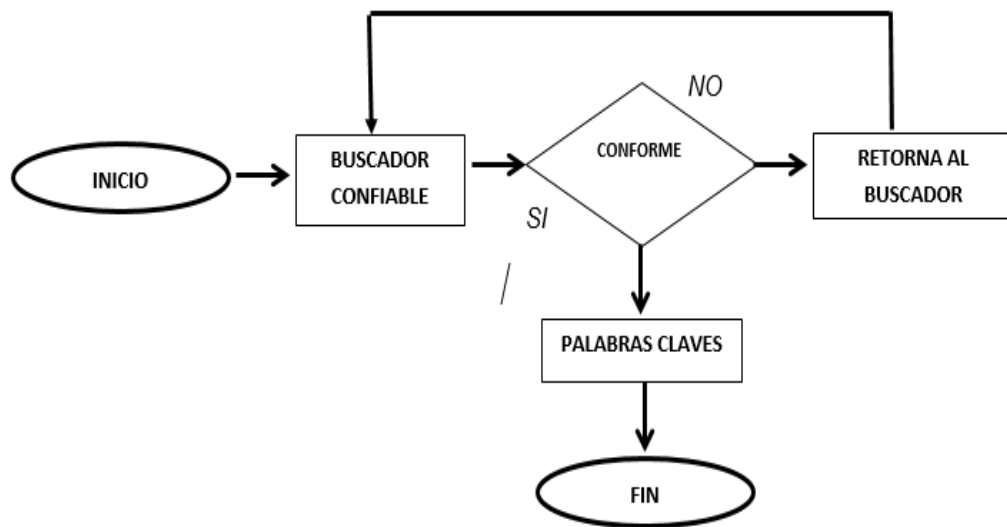 NO
INICIO
BUSCADOR
CONFIABLE
CONFORME
RETORNA AL
BUSCADOR
SI
/
PALABRAS CLAVES
FIN